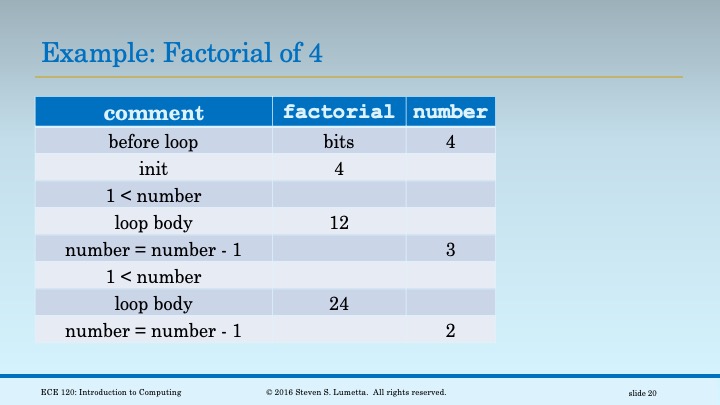 Example: Factorial of 4
comment factorial number
before loop bits 4
init 4
1 < number
loop body 12
number = number - 1 3
1 < number
loop body 24
number = number - 1 2
ECE 120: Introduction to Computing © 2016 Steven S. Lumetta. All rights reserved. slide 20